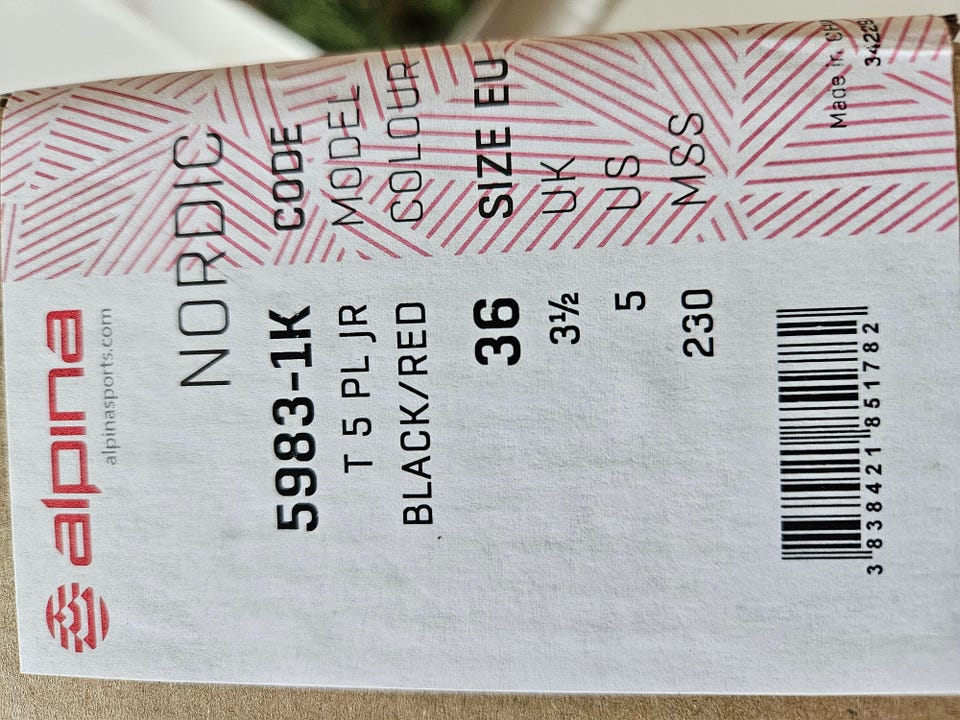 alpina
alpinasports.com
NORDIC
5983-1K CODE
T 5 PL JR MODEL
BLACK/RED COLOUR
36 SIZE EU
3½ UK
5 US
230 MSS
3 838421 851782
Made in